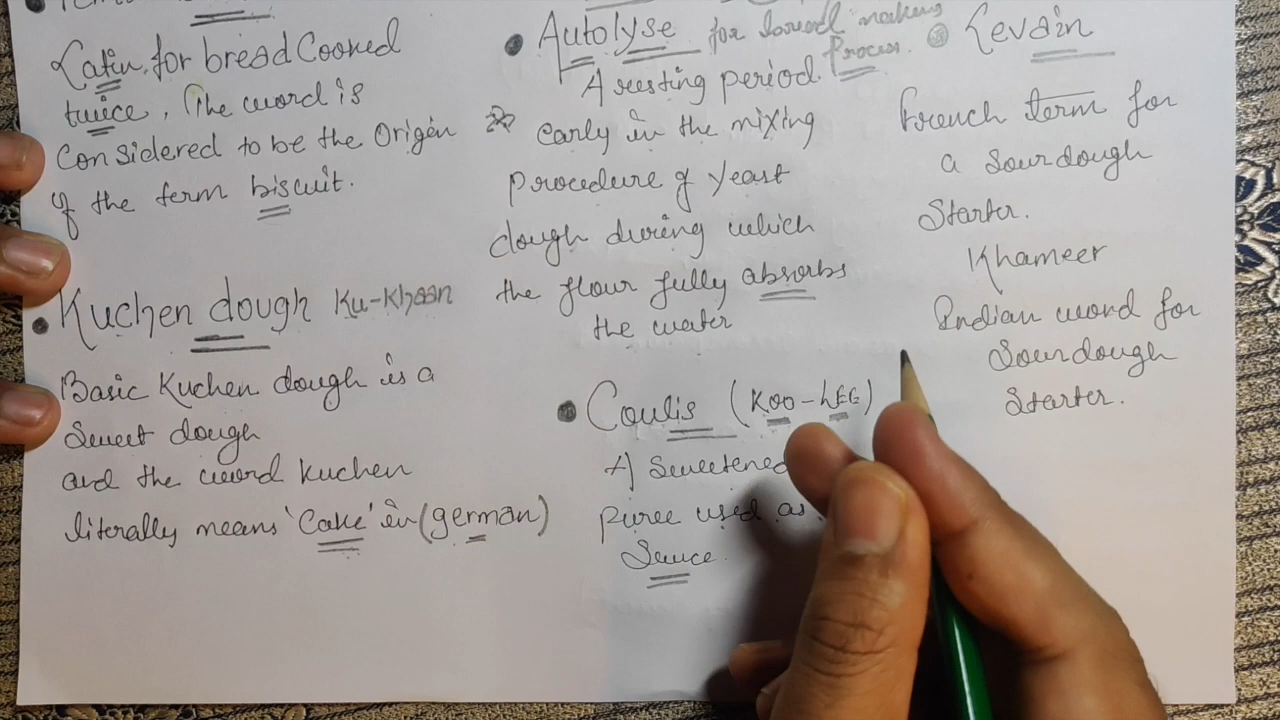 Latin for bread Cooked
twice, The word is
Considered to be the Origin
of the term biscuit.
Kuchen dough Ku-Khaan
Basic Kuchen dough is a
Sweet dough
and the word kuchen
literally means 'Cake' in (german)
Autolyse for bread making
Process.
A resting period
early in the mixing
Procedure of yeast
dough during which
the flour fully absorbs
the water
Coulis (KOO-LEE)
A Sweetened
puree used as
Sauce.
Levain
French term for
a Sourdough
Starter.
Khameer
Indian word for
Sourdough
Starter.